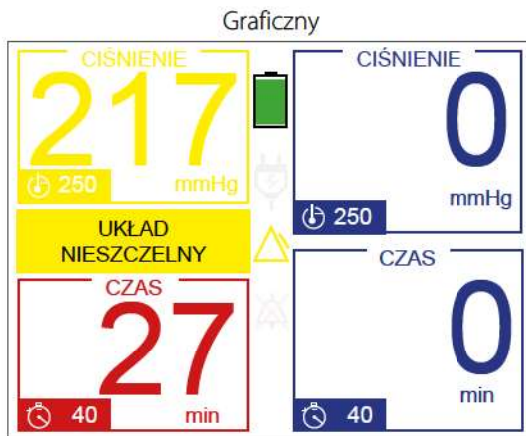 Graficzny
CIŚNIENIE
217
250
mmHg
UKŁAD
NIESZCZELNY
CZAS
27
40
min
CIŚNIENIE
0
mmHg
250
CZAS
0
min
40